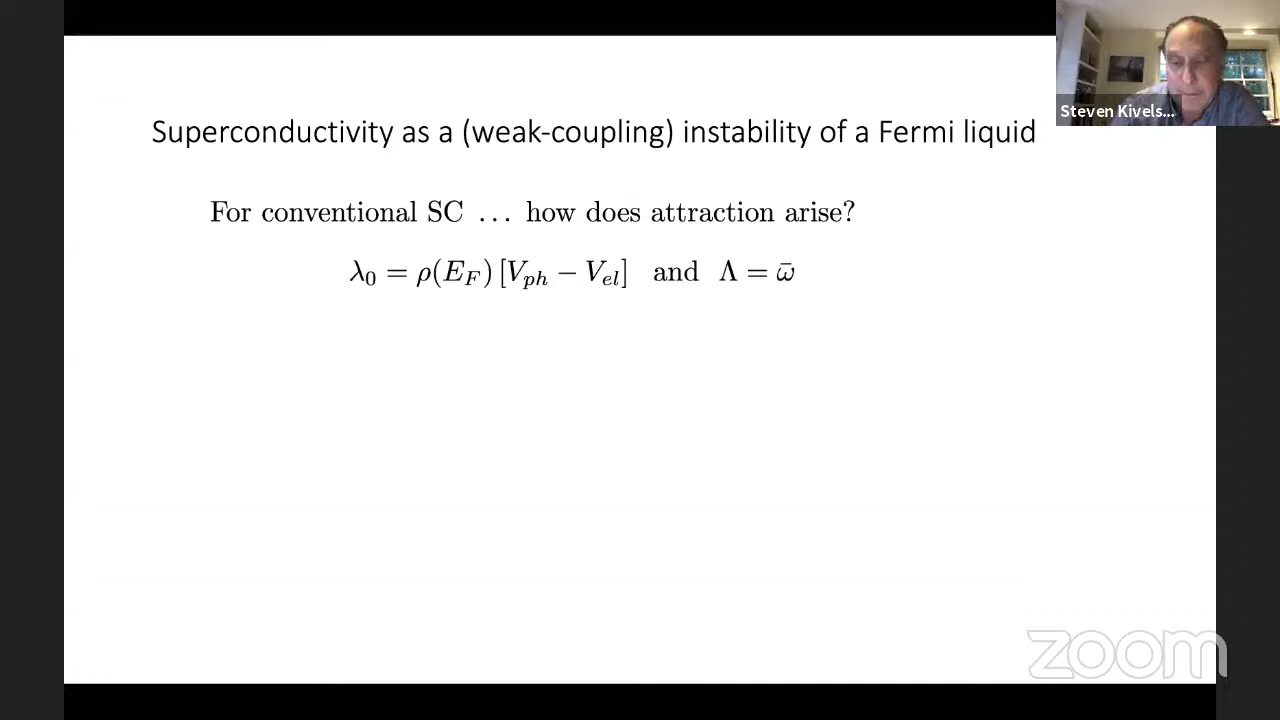 Steven Kivels...
Superconductivity as a (weak-coupling) instability of a Fermi liquid
For conventional SC ... how does attraction arise?
λ₀ = ρ(E_F) [V_ph − V_el] and Λ = ω̄
zoom